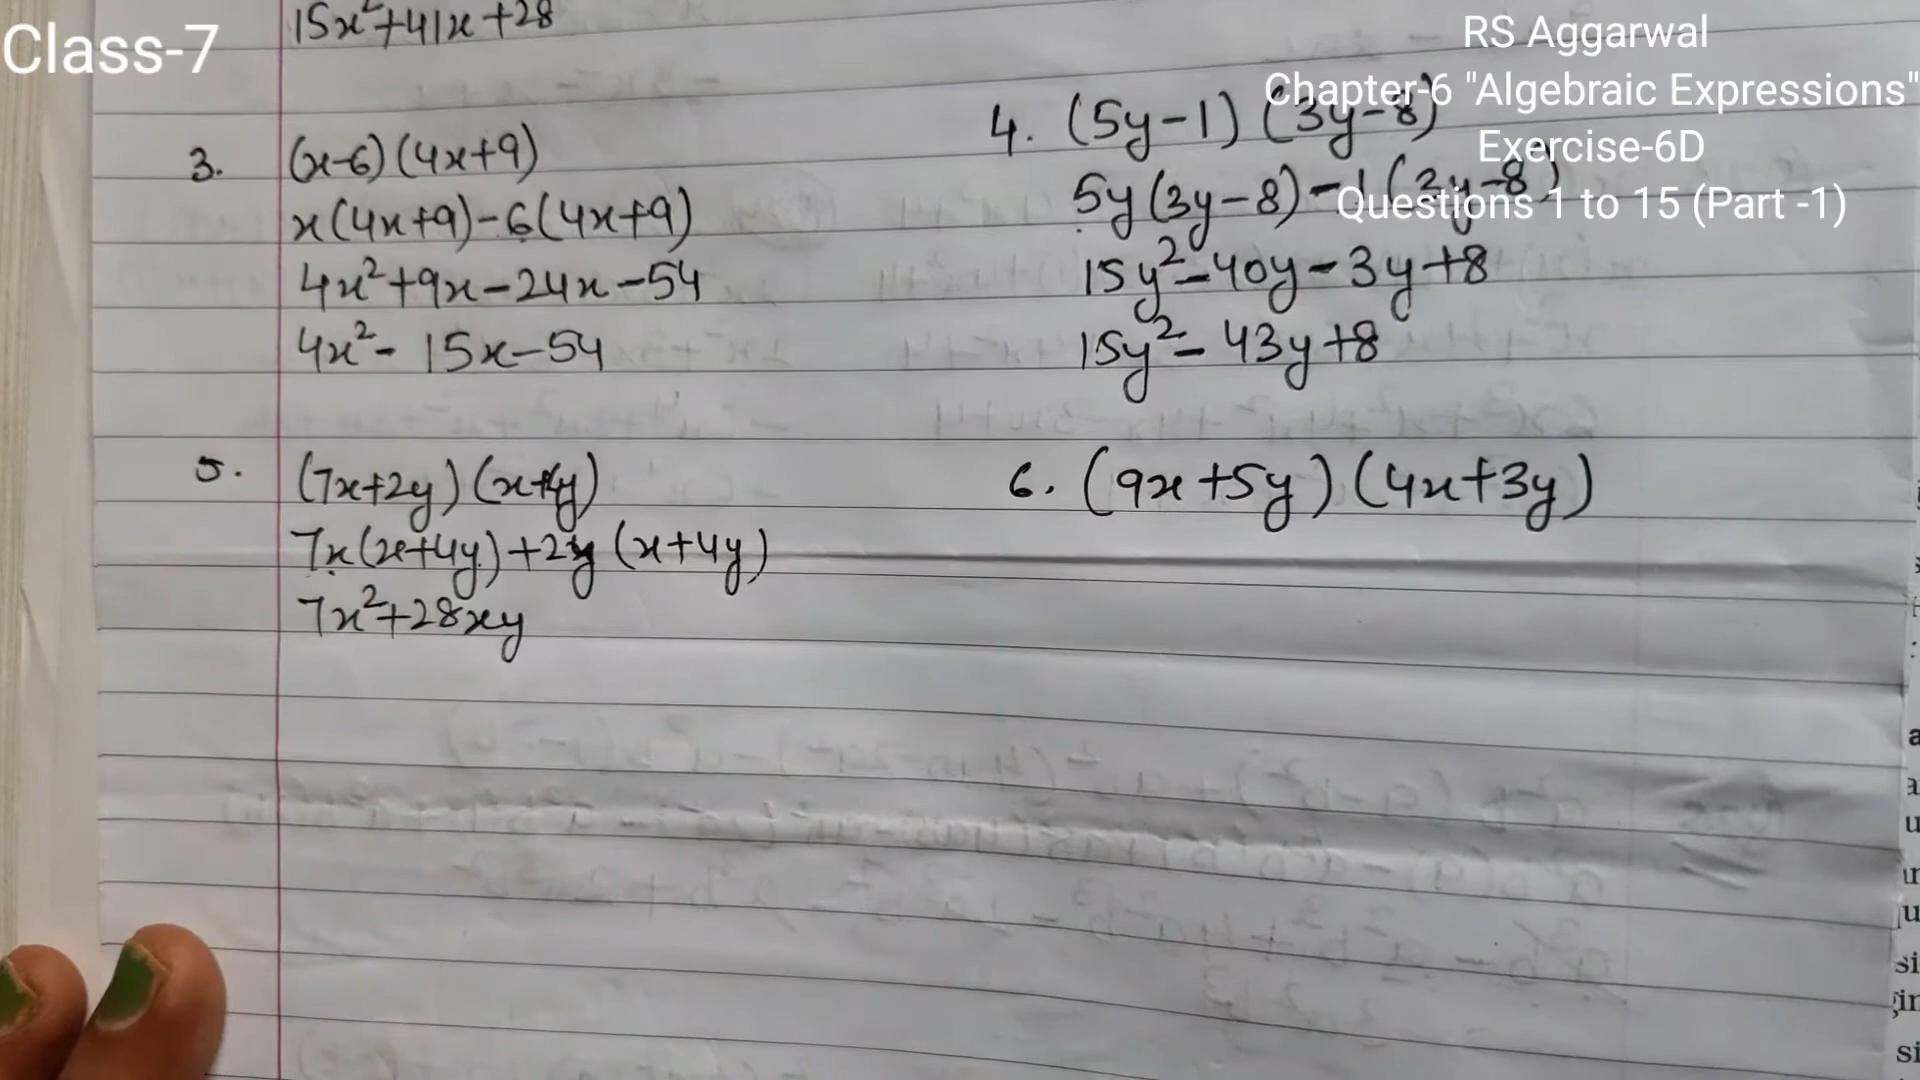 Class-7
RS Aggarwal
Chapter-6 "Algebraic Expressions"
Exercise-6D
Questions 1 to 15 (Part -1)
15x²+41x+28
3. (x-6)(4x+9)
x(4x+9)-6(4x+9)
4x²+9x-24x-54
4x²-15x-54
4. (5y-1)(3y-8)
5y(3y-8)-1(3y-8)
15y²-40y-3y+8
15y²-43y+8
5. (7x+2y)(x+4y)
7x(x+4y)+2y(x+4y)
7x²+28xy
6. (9x+5y)(4x+3y)